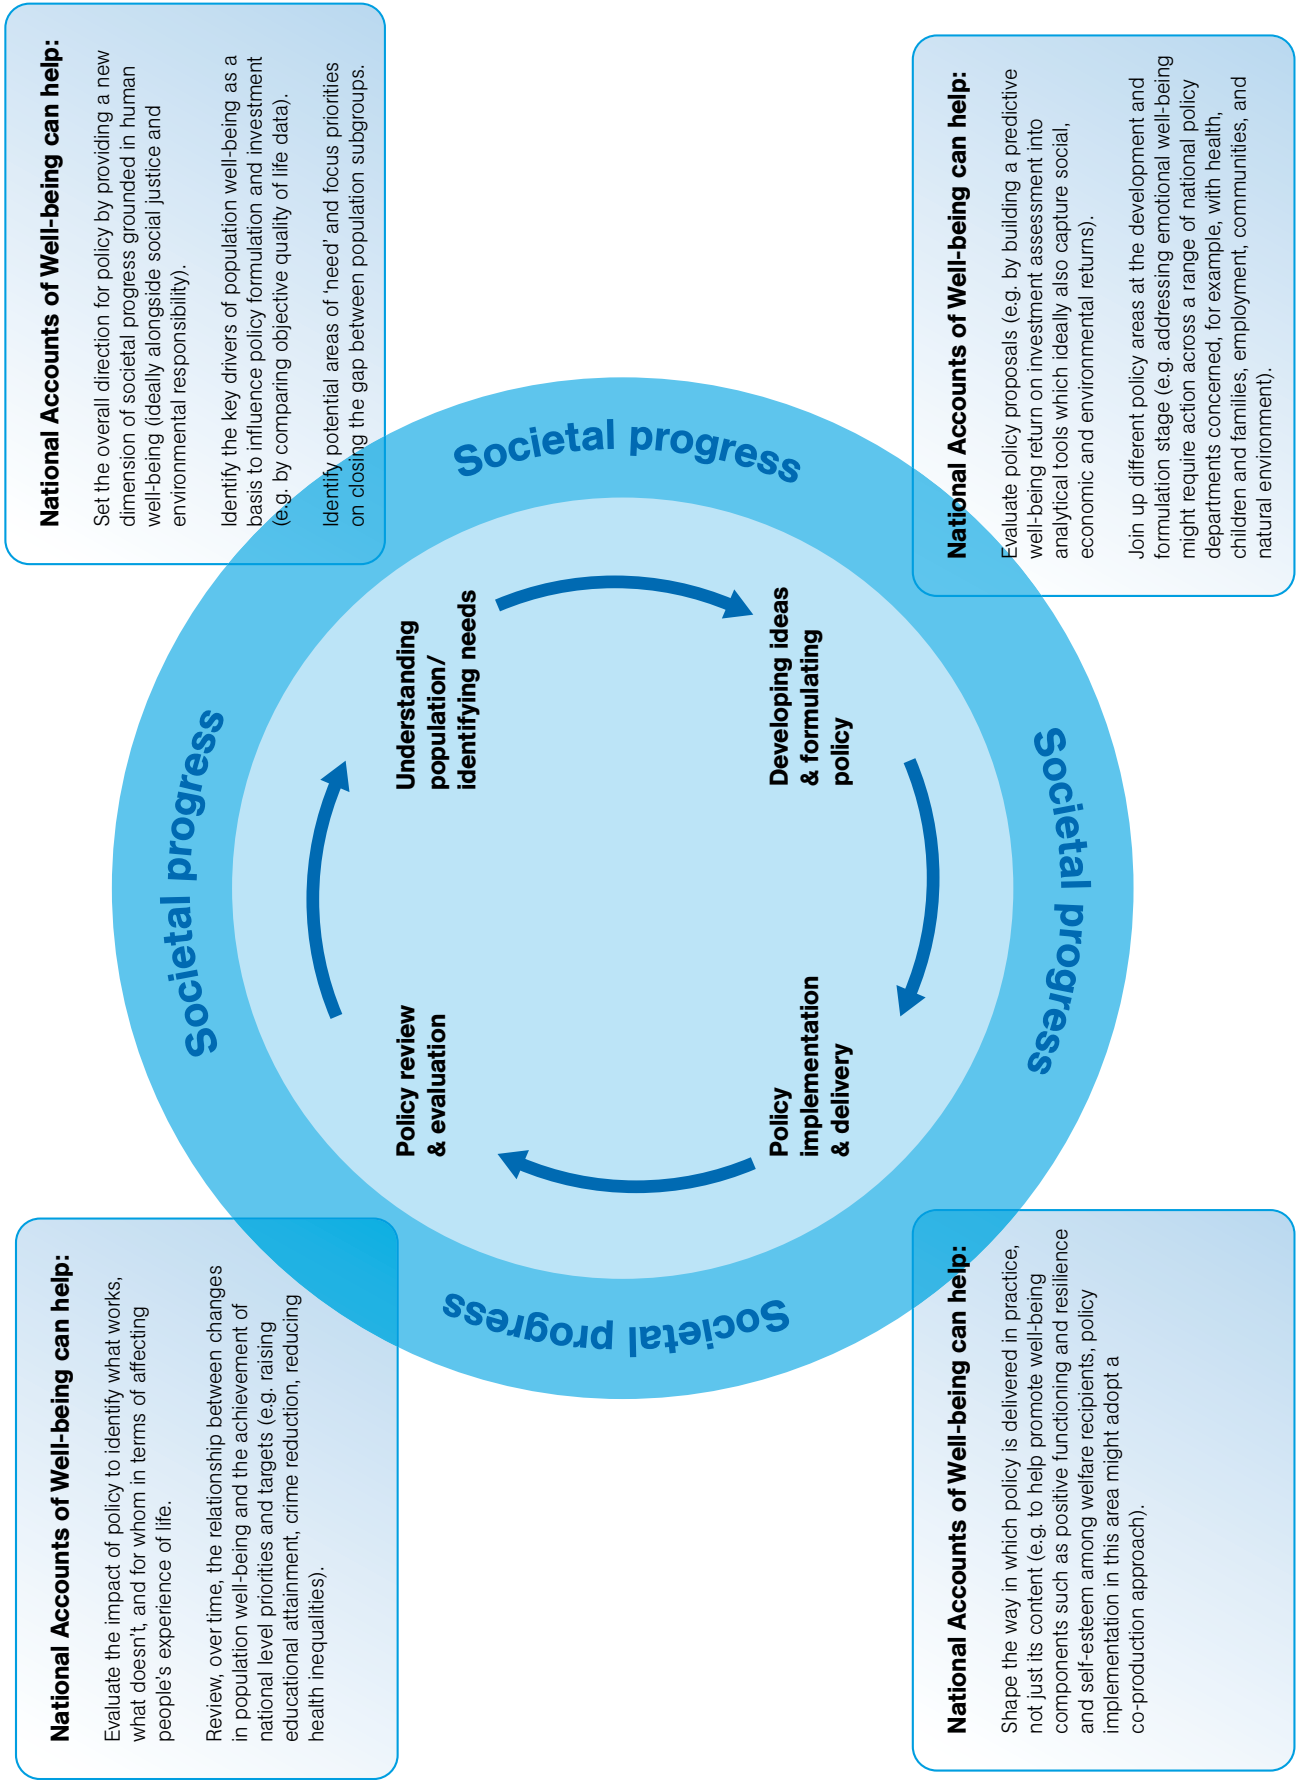 National Accounts of Well-being can help:
Evaluate the impact of policy to identify what works,
what doesn't, and for whom in terms of affecting
people's experience of life.
Review, over time, the relationship between changes
in population well-being and the achievement of
national level priorities and targets (e.g. raising
educational attainment, crime reduction, reducing
health inequalities).
National Accounts of Well-being can help:
Set the overall direction for policy by providing a new
dimension of societal progress grounded in human
well-being (ideally alongside social justice and
environmental responsibility).
Identify the key drivers of population well-being as a
basis to influence policy formulation and investment
(e.g. by comparing objective quality of life data).
Identify potential areas of 'need' and focus priorities
on closing the gap between population subgroups.
Societal progress
Societal progress
Societal progress
Societal progress
Policy review
& evaluation
Understanding
population/
identifying needs
Policy
implementation
& delivery
Developing ideas
& formulating
policy
National Accounts of Well-being can help:
Shape the way in which policy is delivered in practice,
not just its content (e.g. to help promote well-being
components such as positive functioning and resilience
and self-esteem among welfare recipients, policy
implementation in this area might adopt a
co-production approach).
National Accounts of Well-being can help:
Evaluate policy proposals (e.g. by building a predictive
well-being return on investment assessment into
analytical tools which ideally also capture social,
economic and environmental returns).
Join up different policy areas at the development and
formulation stage (e.g. addressing emotional well-being
might require action across a range of national policy
departments concerned, for example, with health,
children and families, employment, communities, and
natural environment).